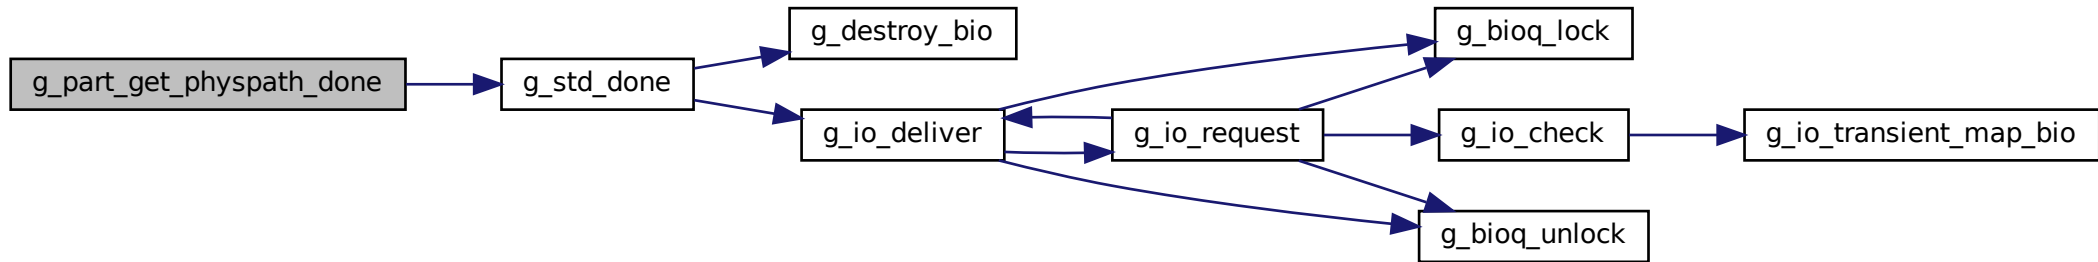 g_part_get_physpath_done
g_std_done
g_destroy_bio
g_io_deliver
g_io_request
g_bioq_lock
g_io_check
g_io_transient_map_bio
g_bioq_unlock